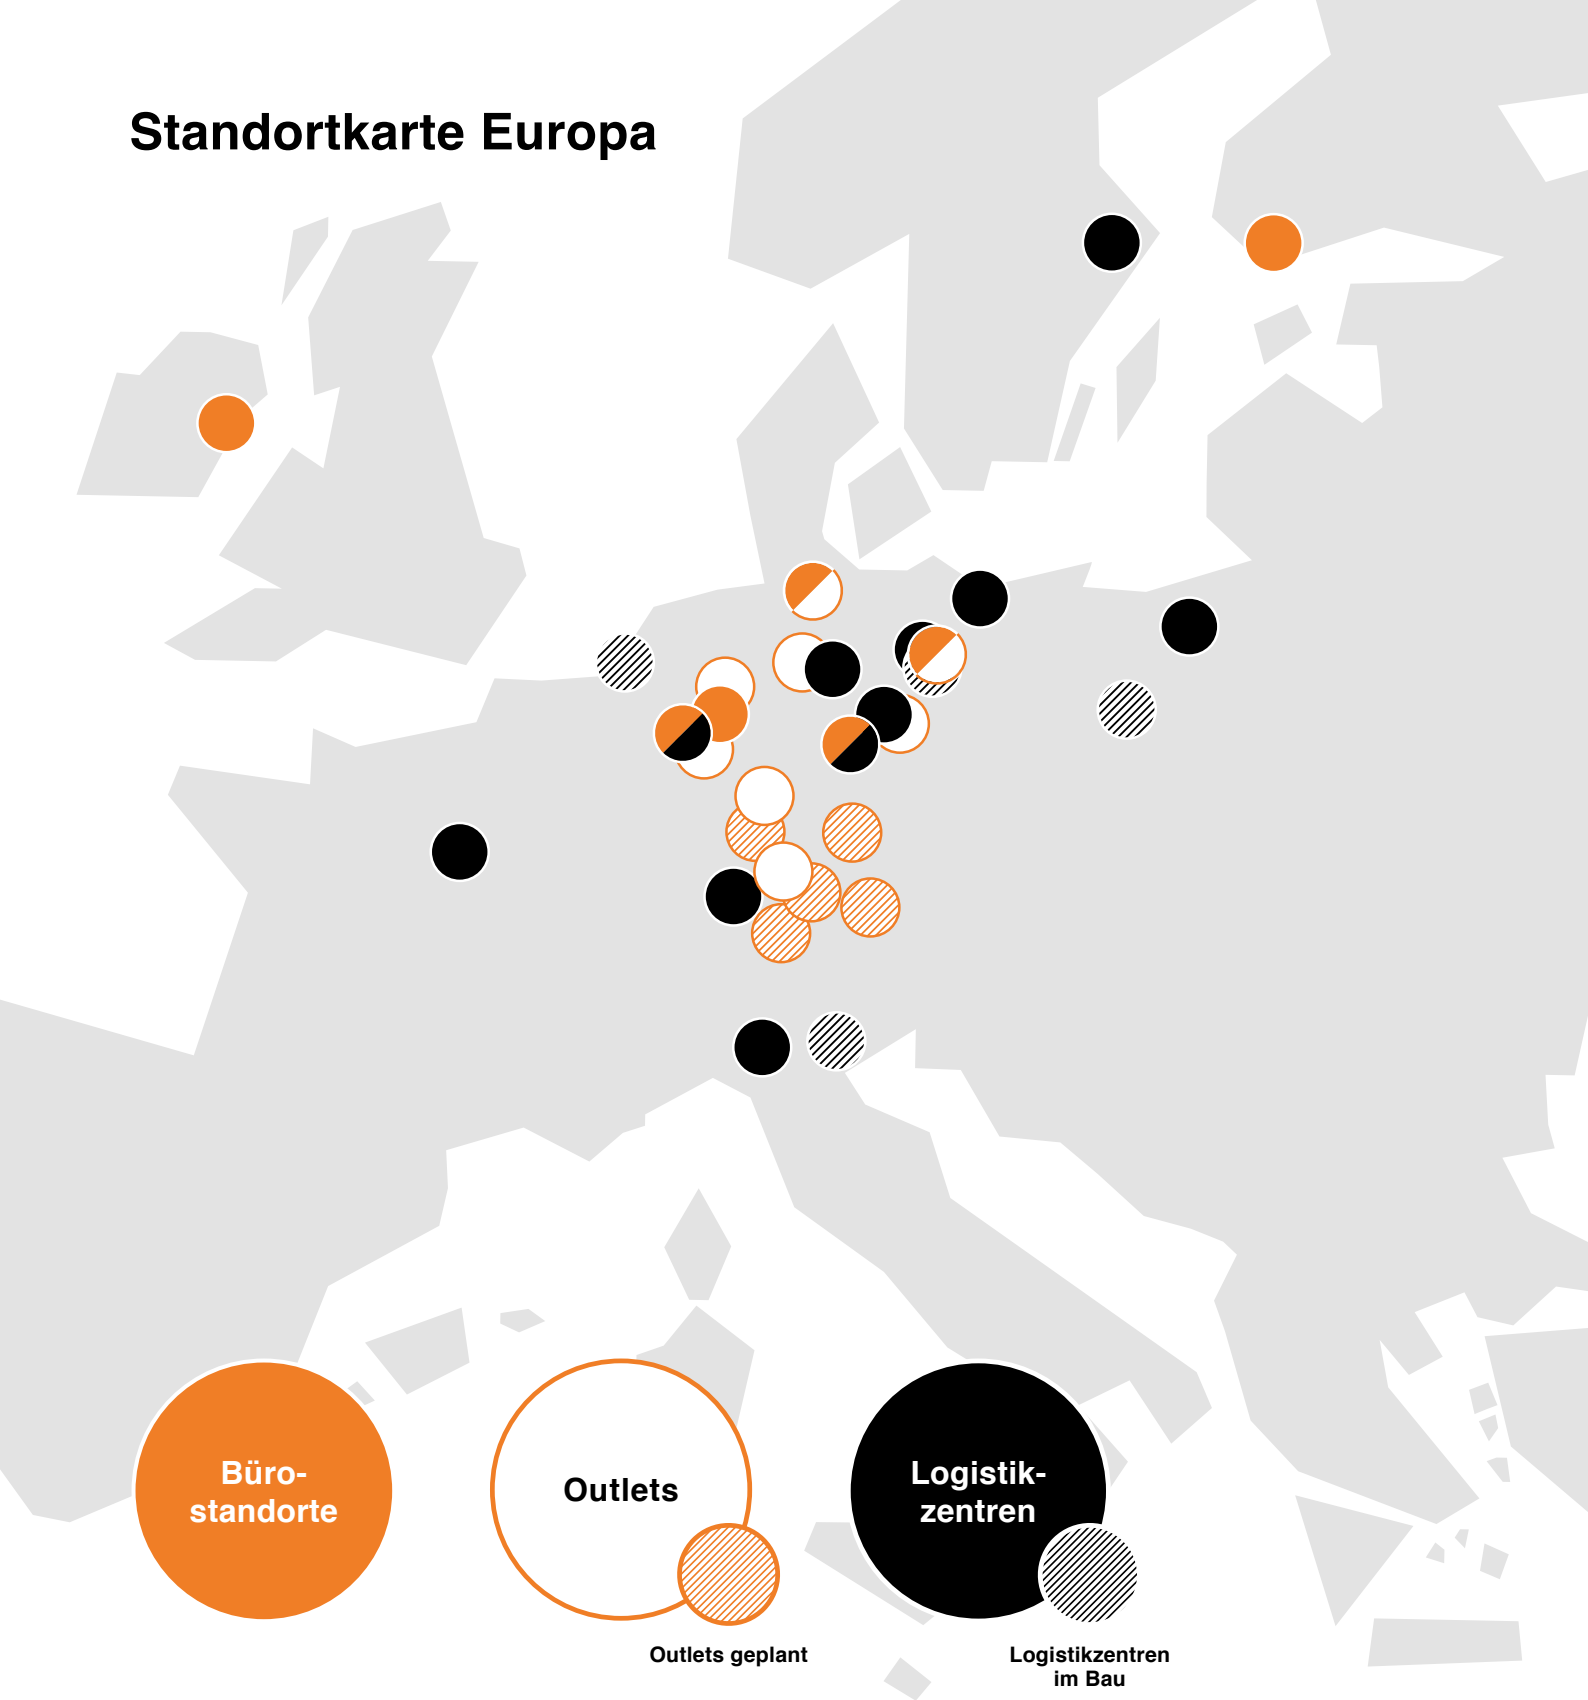 Standortkarte Europa
Büro-
standorte
Outlets
Logistik-
zentren
Outlets geplant
Logistikzentren
im Bau